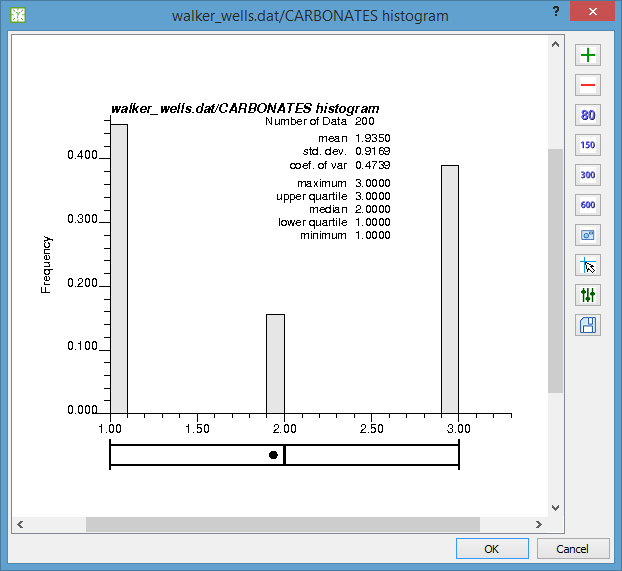 walker_wells.dat/CARBONATES histogram
?
walker_wells.dat/CARBONATES histogram
Number of Data 200
mean 1.9350
std. dev. 0.9169
coef. of var 0.4739
maximum 3.0000
upper quartile 3.0000
median 2.0000
lower quartile 1.0000
minimum 1.0000
Frequency
0.400
0.300
0.200
0.100
0.000
1.00 1.50 2.00 2.50 3.00
80
150
300
600
OK Cancel